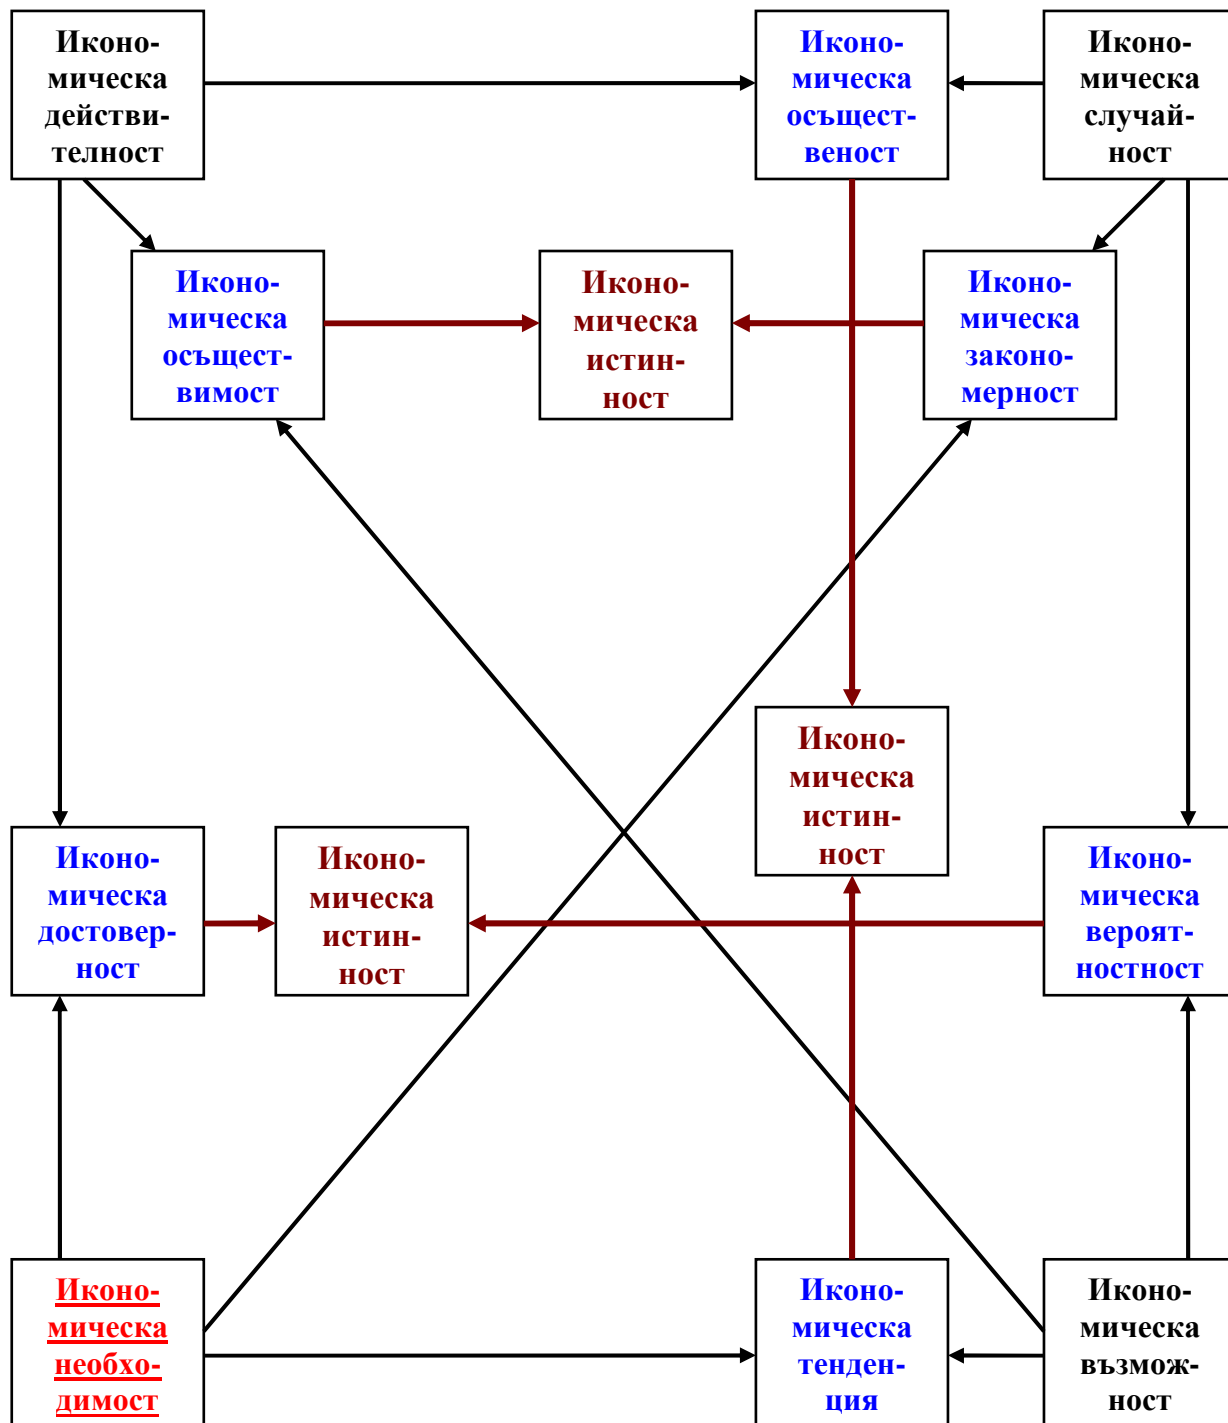 Иконо-
мическа
действи-
телност
Иконо-
мическа
осъщест-
веност
Иконо-
мическа
случай-
ност
Иконо-
мическа
осъщест-
вимост
Иконо-
мическа
истин-
ност
Иконо-
мическа
законо-
мерност
Иконо-
мическа
истин-
ност
Иконо-
мическа
достовер-
ност
Иконо-
мическа
истин-
ност
Иконо-
мическа
вероят-
ностност
Иконо-
мическа
необхо-
димост
Иконо-
мическа
тенден-
ция
Иконо-
мическа
възмож-
ност